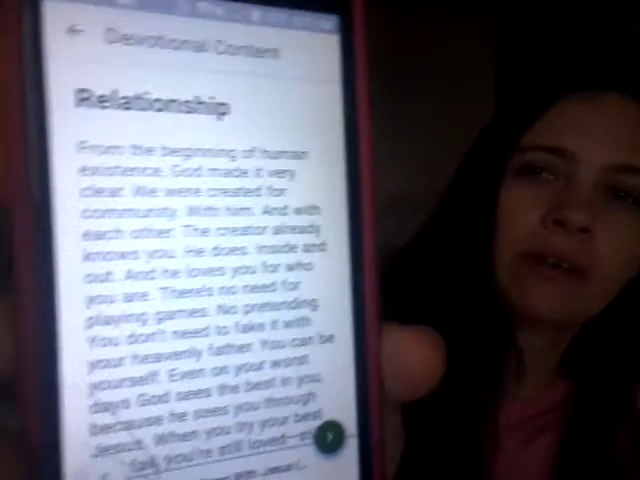 Devotional Content
Relationship
From the beginning of human
existence. God made it very
clear. We were created for
community. With him. And with
each other. The creator already
knows you. He does. Inside and
out. And he loves you for who
you are. Theres no need for
playing games. No pretending.
You don't need to fake it with
your heavenly father. You can be
yourself. Even on your worst
days God sees the best in you,
because he sees you through
Jesus. When you try your best
fail, you're still loved